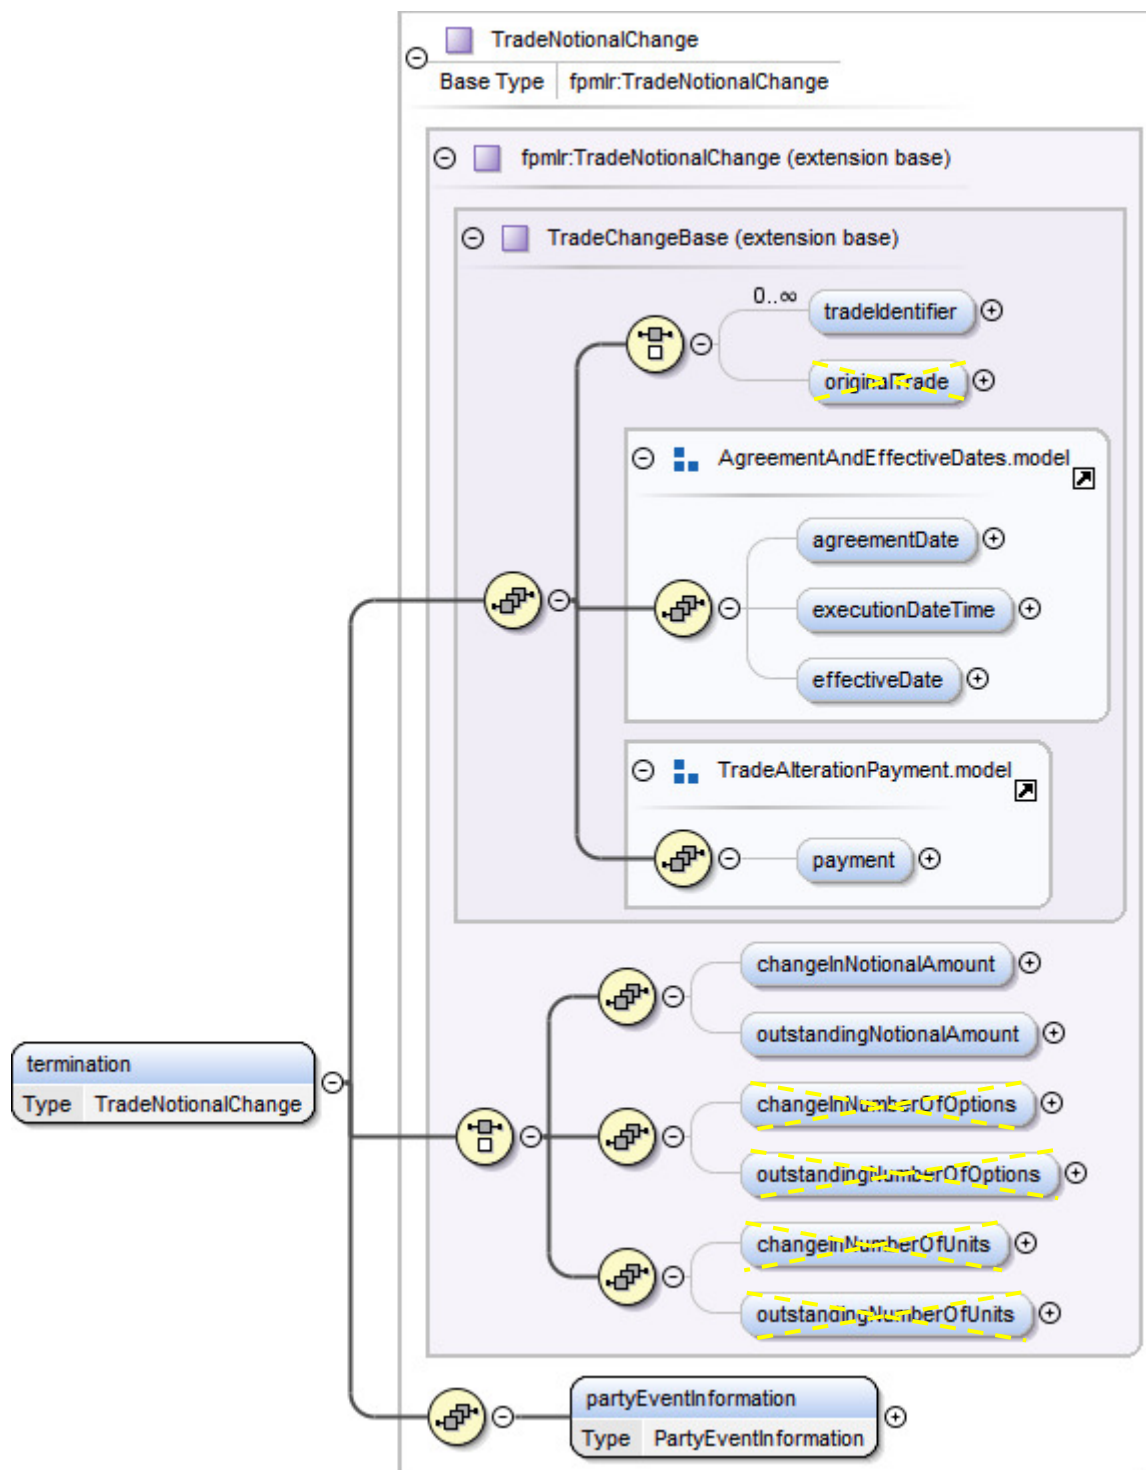 TradeNotionalChange
Base Type fpmlr:TradeNotionalChange
fpmlr:TradeNotionalChange (extension base)
TradeChangeBase (extension base)
0..∞
tradeIdentifier
originalTrade
AgreementAndEffectiveDates.model
agreementDate
executionDateTime
effectiveDate
TradeAlterationPayment.model
payment
changeInNotionalAmount
outstandingNotionalAmount
termination
Type TradeNotionalChange
changeInNumberOfOptions
outstandingNumberOfOptions
changeInNumberOfUnits
outstandingNumberOfUnits
partyEventInformation
Type PartyEventInformation